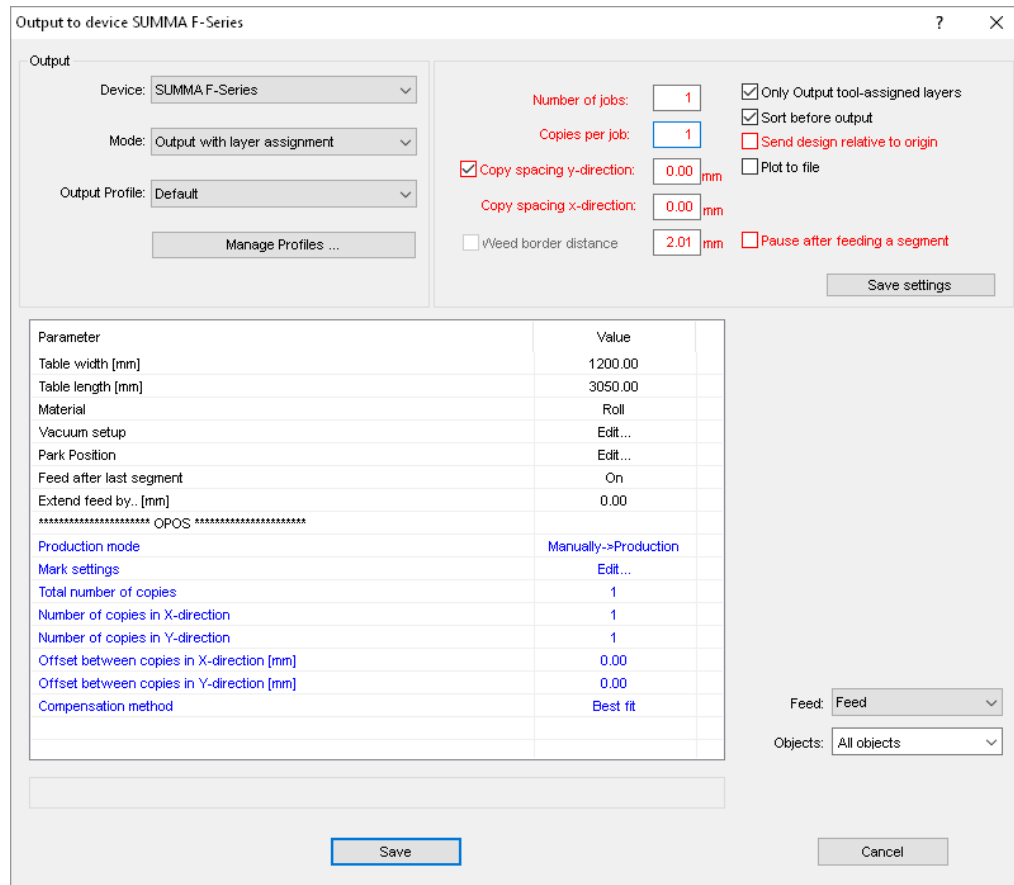 Output to device SUMMA F-Series
?
Output
Device: SUMMA F-Series
Mode: Output with layer assignment
Output Profile: Default
Manage Profiles ...
Number of jobs: 1
Copies per job: 1
Copy spacing y-direction: 0.00 mm
Copy spacing x-direction: 0.00 mm
Weed border distance 2.01 mm
Only Output tool-assigned layers
Sort before output
Send design relative to origin
Plot to file
Pause after feeding a segment
Save settings
Parameter Value
Table width [mm] 1200.00
Table length [mm] 3050.00
Material Roll
Vacuum setup Edit...
Park Position Edit...
Feed after last segment On
Extend feed by.. [mm] 0.00
********************** OPOS **********************
Production mode Manually->Production
Mark settings Edit...
Total number of copies 1
Number of copies in X-direction 1
Number of copies in Y-direction 1
Offset between copies in X-direction [mm] 0.00
Offset between copies in Y-direction [mm] 0.00
Compensation method Best fit
Feed: Feed
Objects: All objects
Save
Cancel